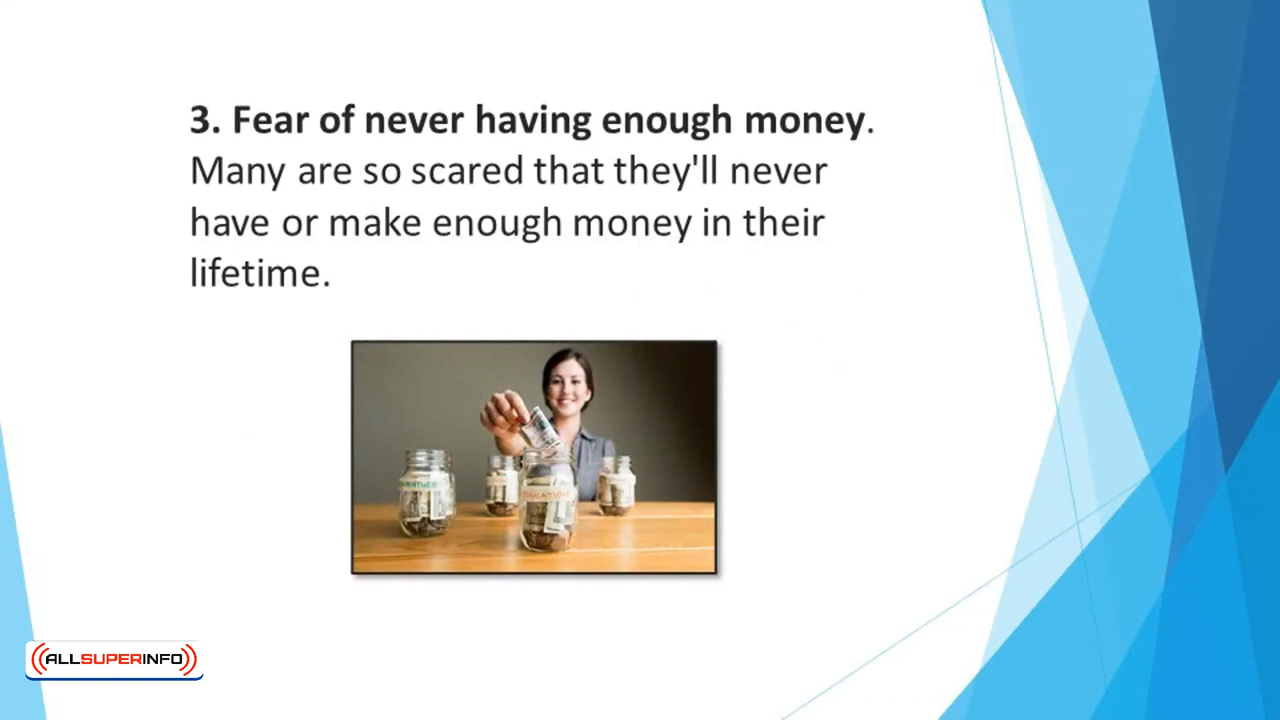 3. Fear of never having enough money.
Many are so scared that they'll never
have or make enough money in their
lifetime.
ALLSUPERINFO